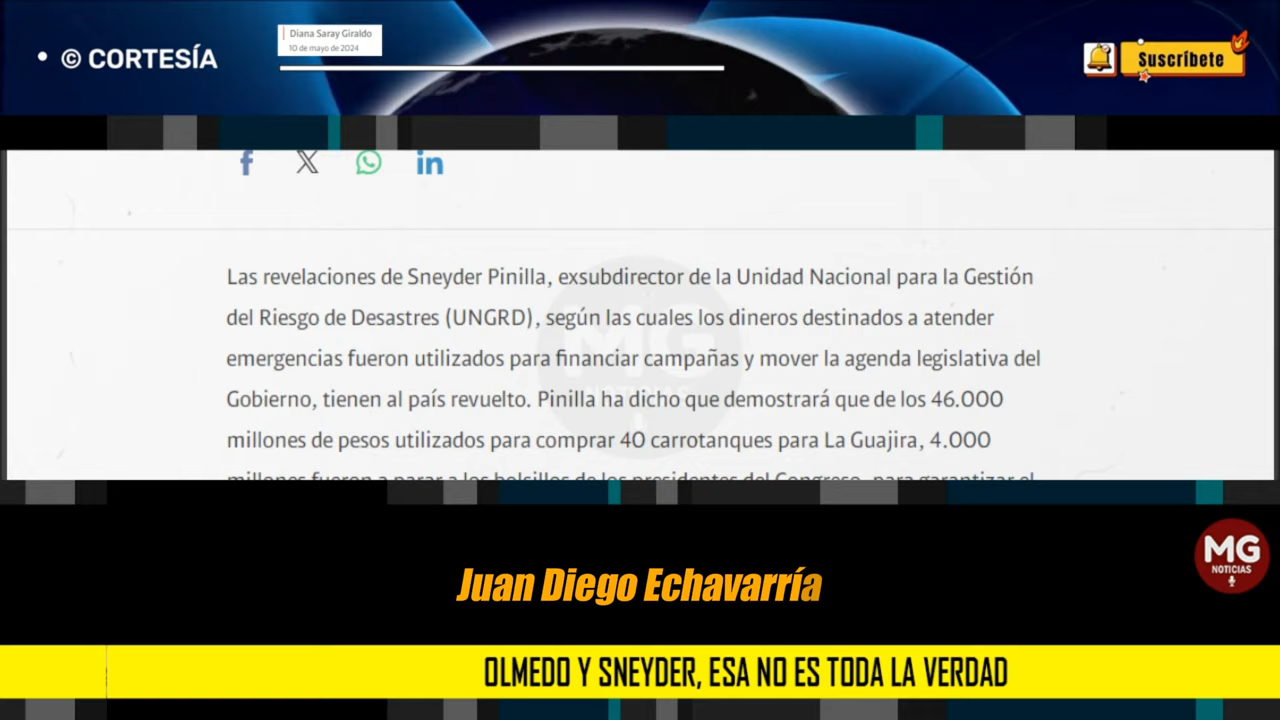 Diana Saray Giraldo
10 de mayo de 2024
• © CORTESÍA
Suscríbete
Las revelaciones de Sneyder Pinilla, exsubdirector de la Unidad Nacional para la Gestión
del Riesgo de Desastres (UNGRD), según las cuales los dineros destinados a atender
emergencias fueron utilizados para financiar campañas y mover la agenda legislativa del
Gobierno, tienen al país revuelto. Pinilla ha dicho que demostrará que de los 46.000
millones de pesos utilizados para comprar 40 carrotanques para La Guajira, 4.000
millones fueron a parar a los bolsillos de los presidentes del Congreso, para garantizar el
MG
NOTICIAS
Juan Diego Echavarría
MG
NOTICIAS
OLMEDO Y SNEYDER, ESA NO ES TODA LA VERDAD